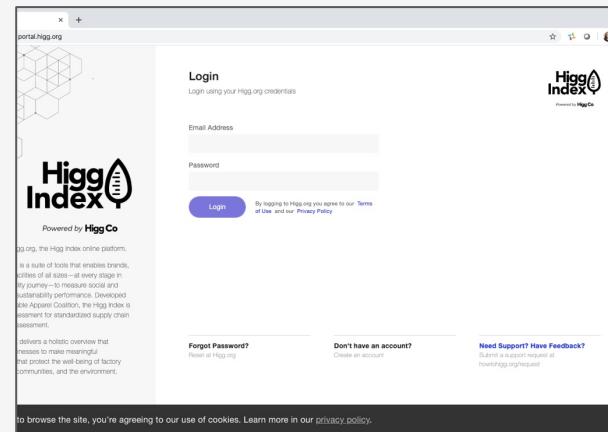 portal.higg.org
Higg
Index
Powered by Higg Co
gg.org, the Higg Index online platform.
is a suite of tools that enables brands,
acilities of all sizes—at every stage in
ility journey—to measure social and
sustainability performance. Developed
able Apparel Coalition, the Higg Index is
sessment for standardized supply chain
ssessment.
delivers a holistic overview that
inesses to make meaningful
that protect the well-being of factory
communities, and the environment.
Login
Login using your Higg.org credentials
Email Address
Password
Login
By logging to Higg.org you agree to our Terms
of Use and our Privacy Policy
Higg
Index
Powered by Higg Co
Forgot Password?
Reset at Higg.org
Don't have an account?
Create an account
Need Support? Have Feedback?
Submit a support request at
howtohigg.org/request
to browse the site, you're agreeing to our use of cookies. Learn more in our privacy policy.